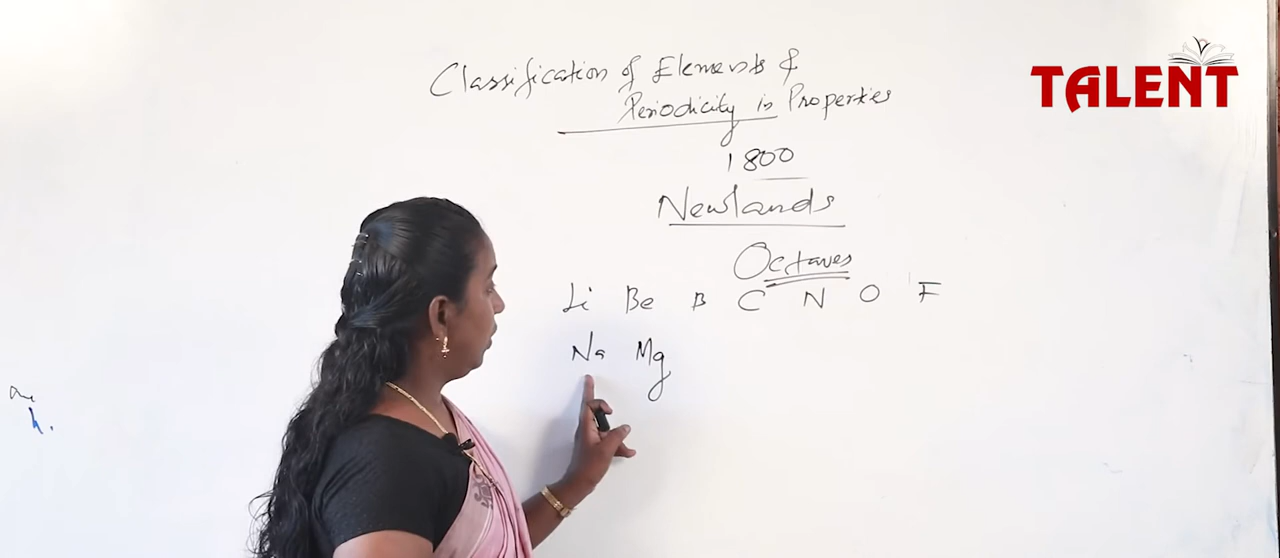 TALENT
Classification of Elements &
Periodicity in Properties
1800
Newlands
Octaves
Li Be B C N O F
Na Mg
h.